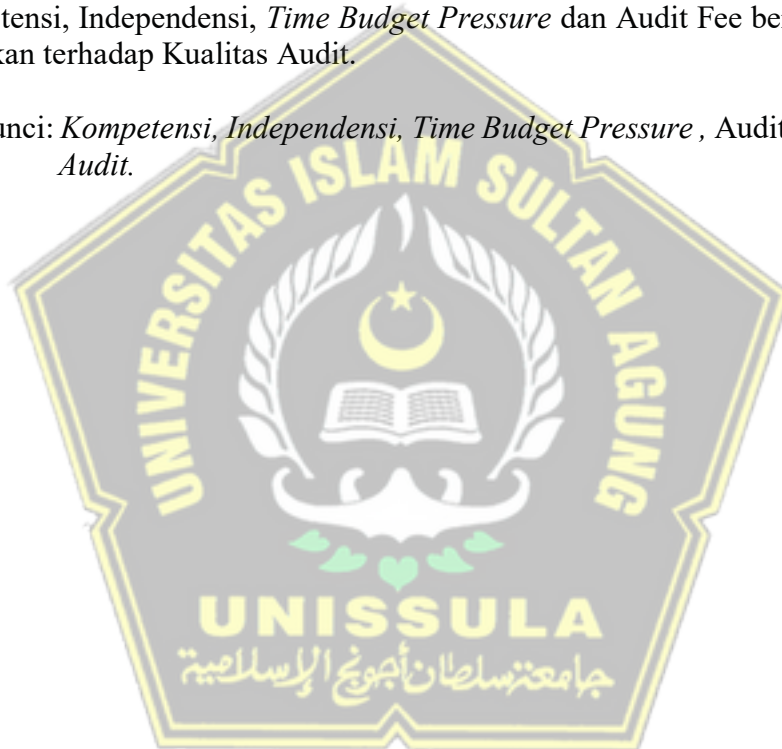 tensi, Independensi, Time Budget Pressure dan Audit Fee ber
kan terhadap Kualitas Audit.
unci: Kompetensi, Independensi, Time Budget Pressure , Audit
Audit.
UNIVERSITAS ISLAM SULTAN AGUNG
UNISSULA
جامعة سلطان أجونج الإسلامية